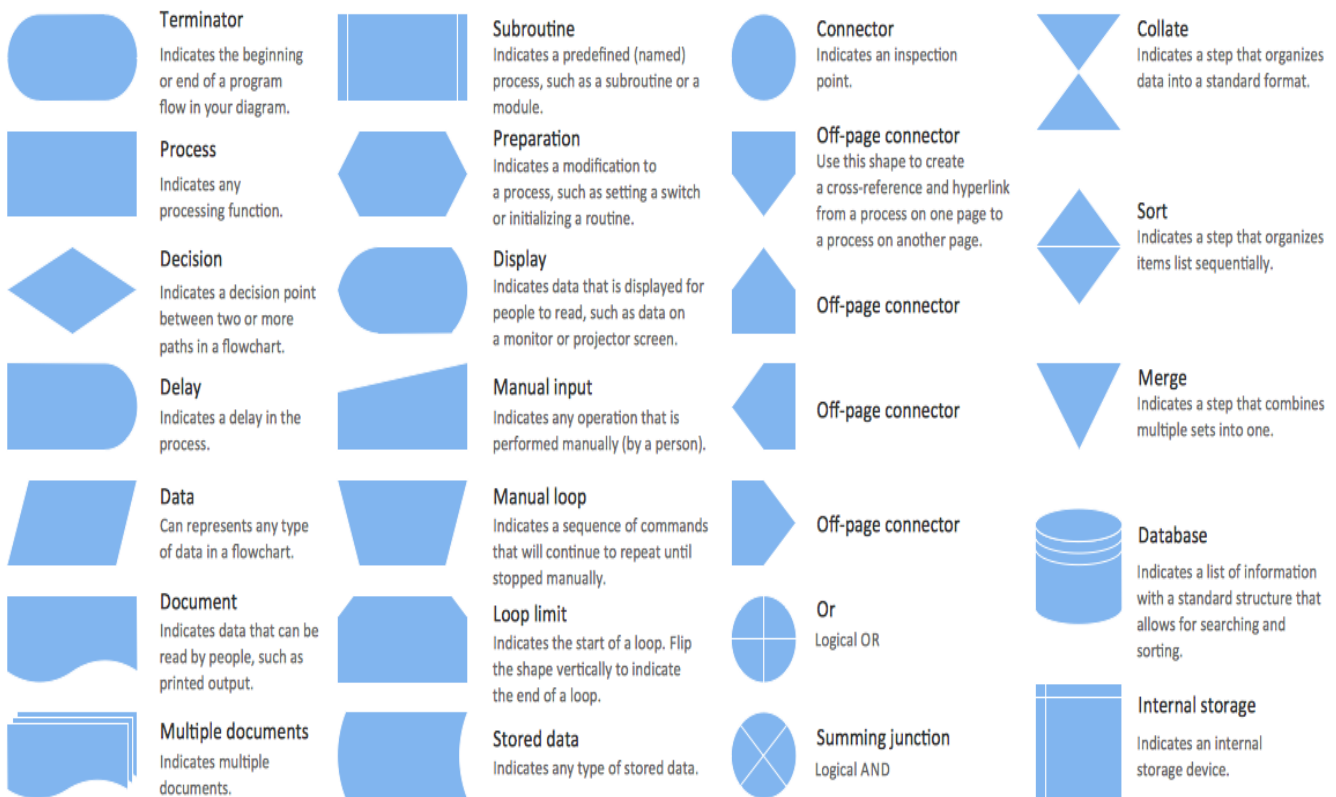 Terminator
Indicates the beginning
or end of a program
flow in your diagram.
Process
Indicates any
processing function.
Decision
Indicates a decision point
between two or more
paths in a flowchart.
Delay
Indicates a delay in the
process.
Data
Can represents any type
of data in a flowchart.
Document
Indicates data that can be
read by people, such as
printed output.
Multiple documents
Indicates multiple
documents.
Subroutine
Indicates a predefined (named)
process, such as a subroutine or a
module.
Preparation
Indicates a modification to
a process, such as setting a switch
or initializing a routine.
Display
Indicates data that is displayed for
people to read, such as data on
a monitor or projector screen.
Manual input
Indicates any operation that is
performed manually (by a person).
Manual loop
Indicates a sequence of commands
that will continue to repeat until
stopped manually.
Loop limit
Indicates the start of a loop. Flip
the shape vertically to indicate
the end of a loop.
Stored data
Indicates any type of stored data.
Connector
Indicates an inspection
point.
Off-page connector
Use this shape to create
a cross-reference and hyperlink
from a process on one page to
a process on another page.
Off-page connector
Off-page connector
Off-page connector
Or
Logical OR
Summing junction
Logical AND
Collate
Indicates a step that organizes
data into a standard format.
Sort
Indicates a step that organizes
items list sequentially.
Merge
Indicates a step that combines
multiple sets into one.
Database
Indicates a list of information
with a standard structure that
allows for searching and
sorting.
Internal storage
Indicates an internal
storage device.